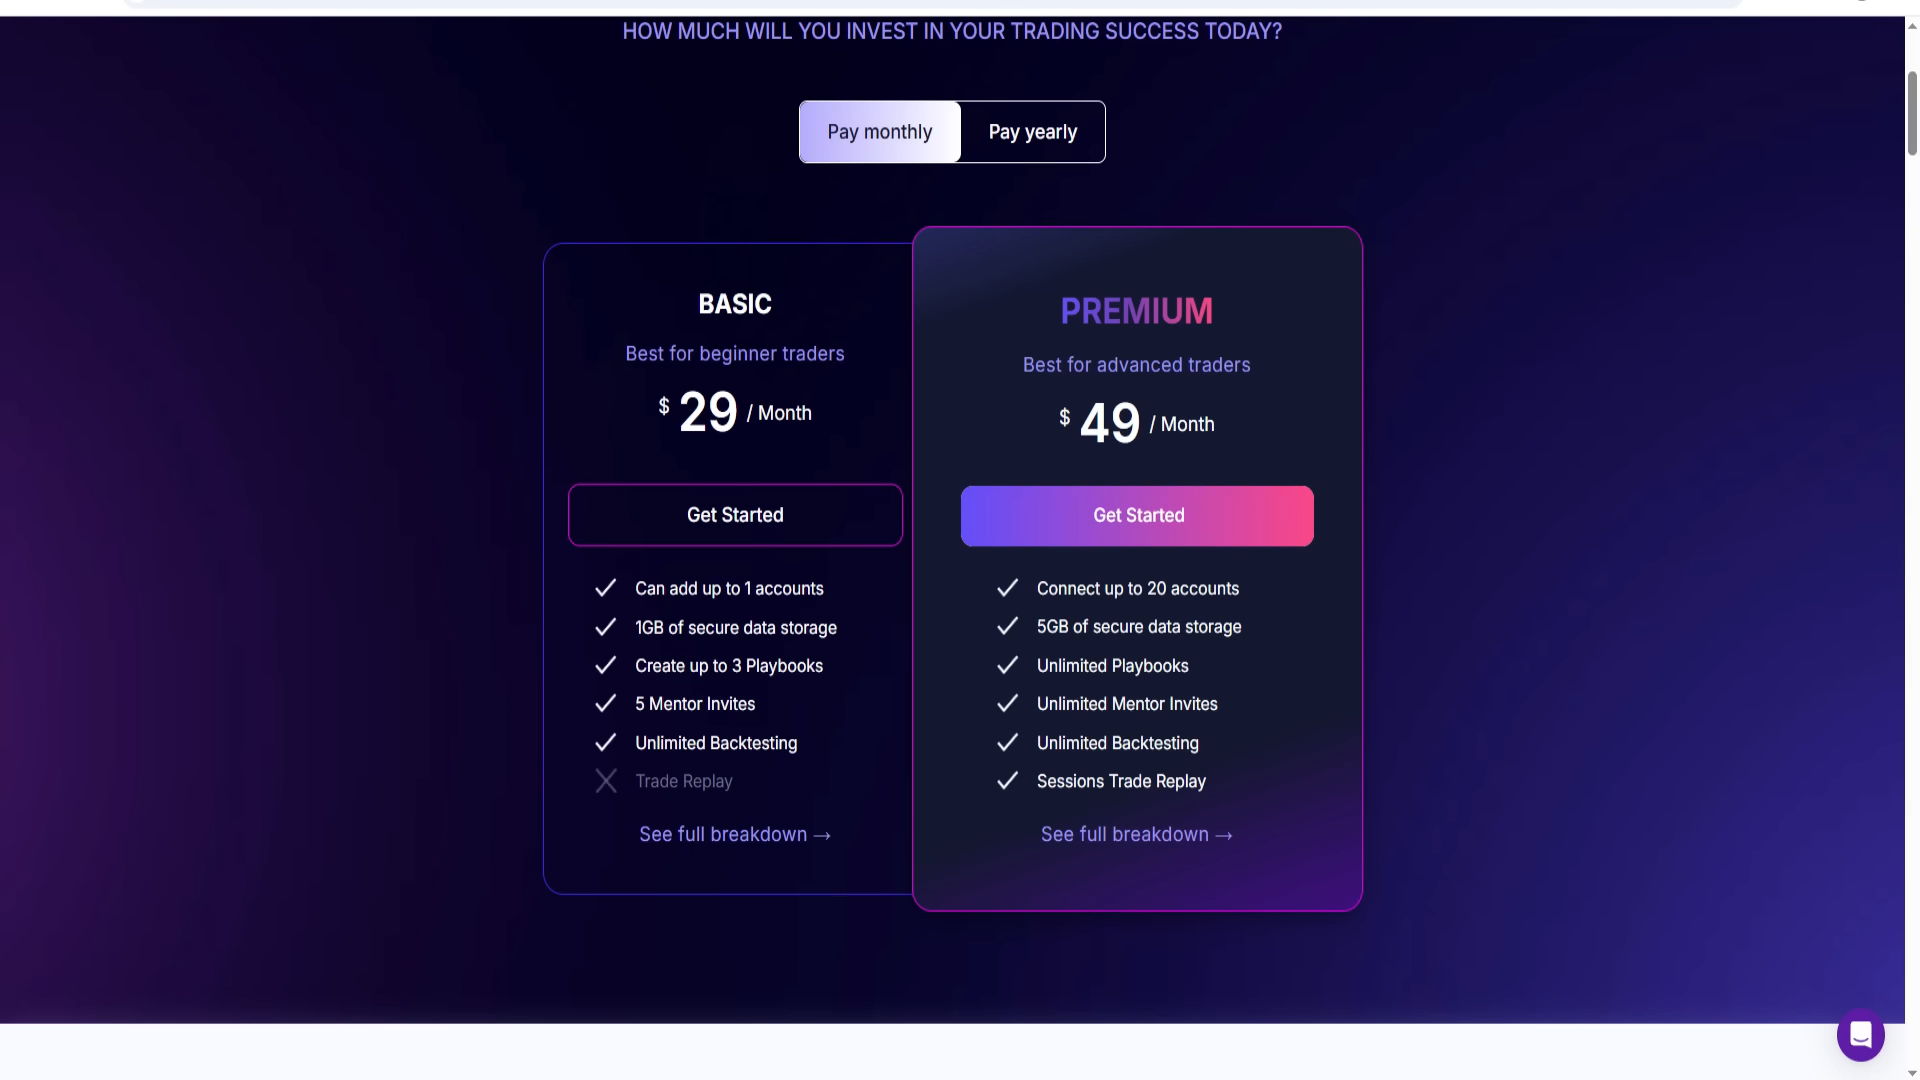 HOW MUCH WILL YOU INVEST IN YOUR TRADING SUCCESS TODAY?
Pay monthly
Pay yearly
BASIC
Best for beginner traders
$ 29 / Month
Get Started
Can add up to 1 accounts
1GB of secure data storage
Create up to 3 Playbooks
5 Mentor Invites
Unlimited Backtesting
Trade Replay
See full breakdown →
PREMIUM
Best for advanced traders
$ 49 / Month
Get Started
Connect up to 20 accounts
5GB of secure data storage
Unlimited Playbooks
Unlimited Mentor Invites
Unlimited Backtesting
Sessions Trade Replay
See full breakdown →